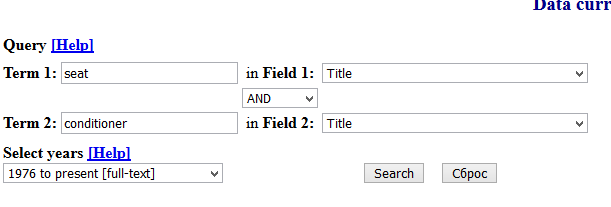 Data curr
Query [Help]
Term 1: seat in Field 1: Title
AND
Term 2: conditioner in Field 2: Title
Select years [Help]
1976 to present [full-text] Search Сброс